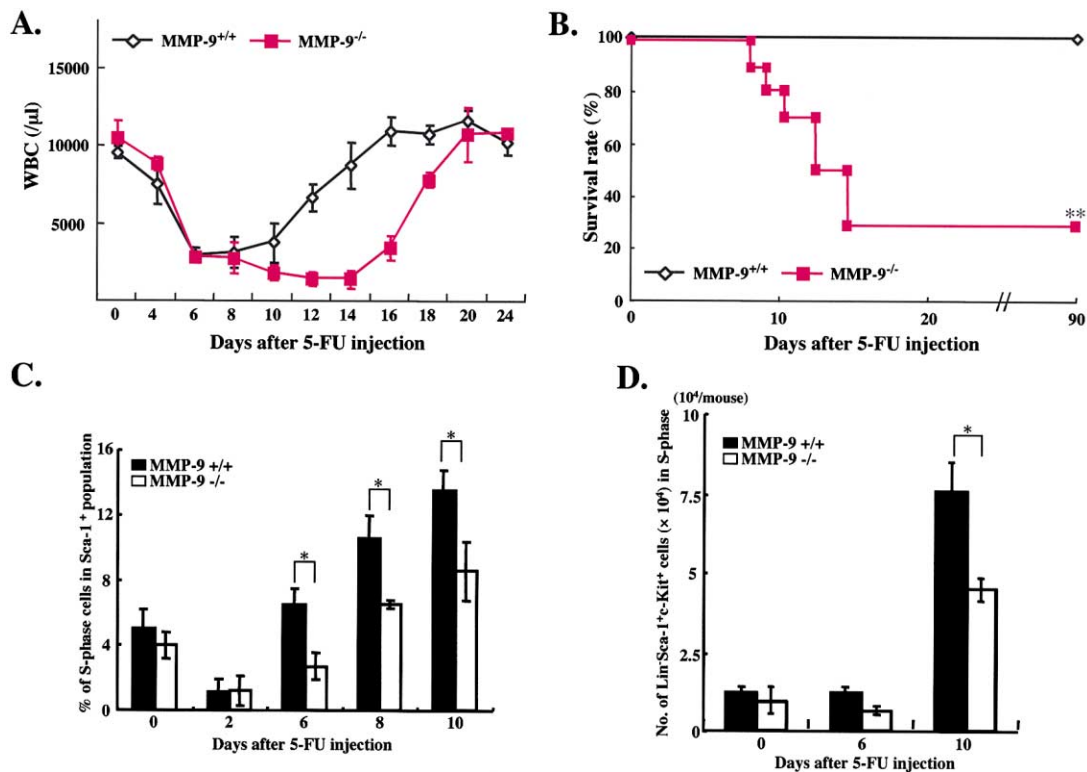 A.
MMP-9+/+ MMP-9-/-
WBC (/μl)
15000
10000
5000
0 4 6 8 10 12 14 16 18 20 24
Days after 5-FU injection
B.
Survival rate (%)
100
80
60
40
20
0
**
MMP-9+/+ MMP-9-/-
0 10 20 90
Days after 5-FU injection
C.
% of S-phase cells in Sca-1+ population
16
12
8
4
0
MMP-9 +/+
MMP-9 -/-
* * *
0 2 6 8 10
Days after 5-FU injection
D.
(10⁴/mouse)
No. of Lin-Sca-1+c-Kit+ cells (× 10⁴) in S-phase
10
7.5
5
2.5
0
MMP-9 +/+
MMP-9 -/-
*
0 6 10
Days after 5-FU injection